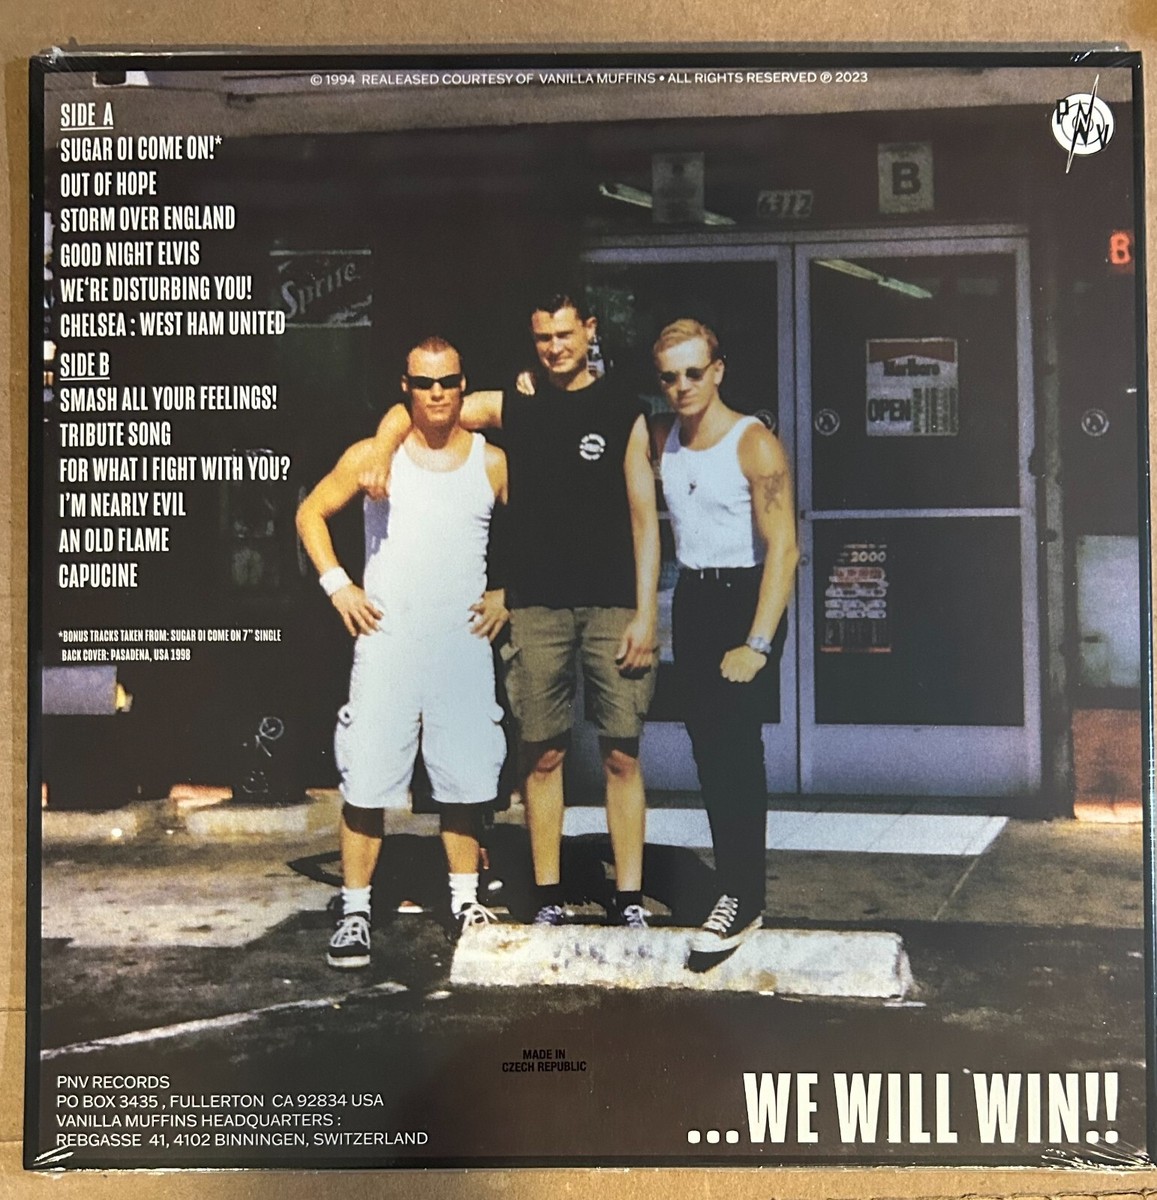 © 1994 REALEASED COURTESY OF VANILLA MUFFINS • ALL RIGHTS RESERVED ℗ 2023
PNV
SIDE A
SUGAR OI COME ON!*
OUT OF HOPE
STORM OVER ENGLAND
GOOD NIGHT ELVIS
WE'RE DISTURBING YOU!
CHELSEA : WEST HAM UNITED
SIDE B
SMASH ALL YOUR FEELINGS!
TRIBUTE SONG
FOR WHAT I FIGHT WITH YOU?
I'M NEARLY EVIL
AN OLD FLAME
CAPUCINE
*BONUS TRACKS TAKEN FROM: SUGAR OI COME ON 7" SINGLE
BACK COVER: PASADENA, USA 1998
B
6312
B
Sprite
Marlboro
OPEN
2000
MADE IN
CZECH REPUBLIC
PNV RECORDS
PO BOX 3435 , FULLERTON CA 92834 USA
VANILLA MUFFINS HEADQUARTERS :
REBGASSE 41, 4102 BINNINGEN, SWITZERLAND
...WE WILL WIN!!